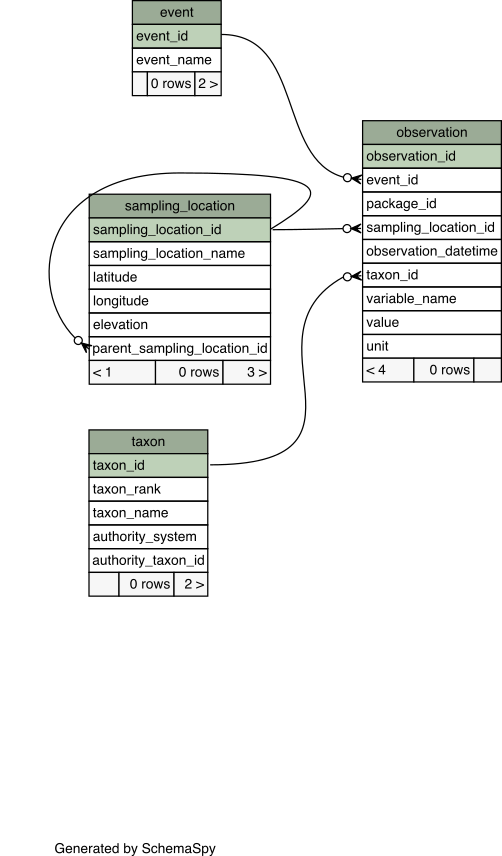 event
event_id
event_name
0 rows 2 >
observation
observation_id
event_id
package_id
sampling_location_id
observation_datetime
taxon_id
variable_name
value
unit
< 4 0 rows
sampling_location
sampling_location_id
sampling_location_name
latitude
longitude
elevation
parent_sampling_location_id
< 1 0 rows 3 >
taxon
taxon_id
taxon_rank
taxon_name
authority_system
authority_taxon_id
0 rows 2 >
Generated by SchemaSpy